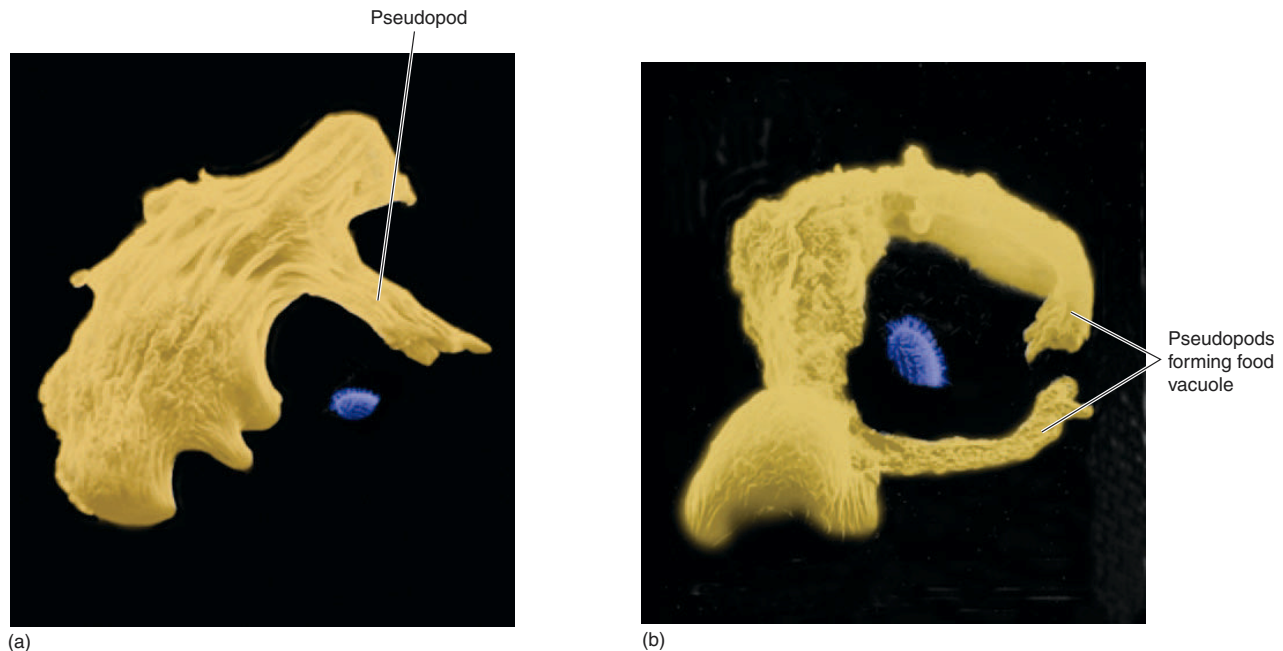 Pseudopod
Pseudopods
forming food
vacuole
(a)
(b)